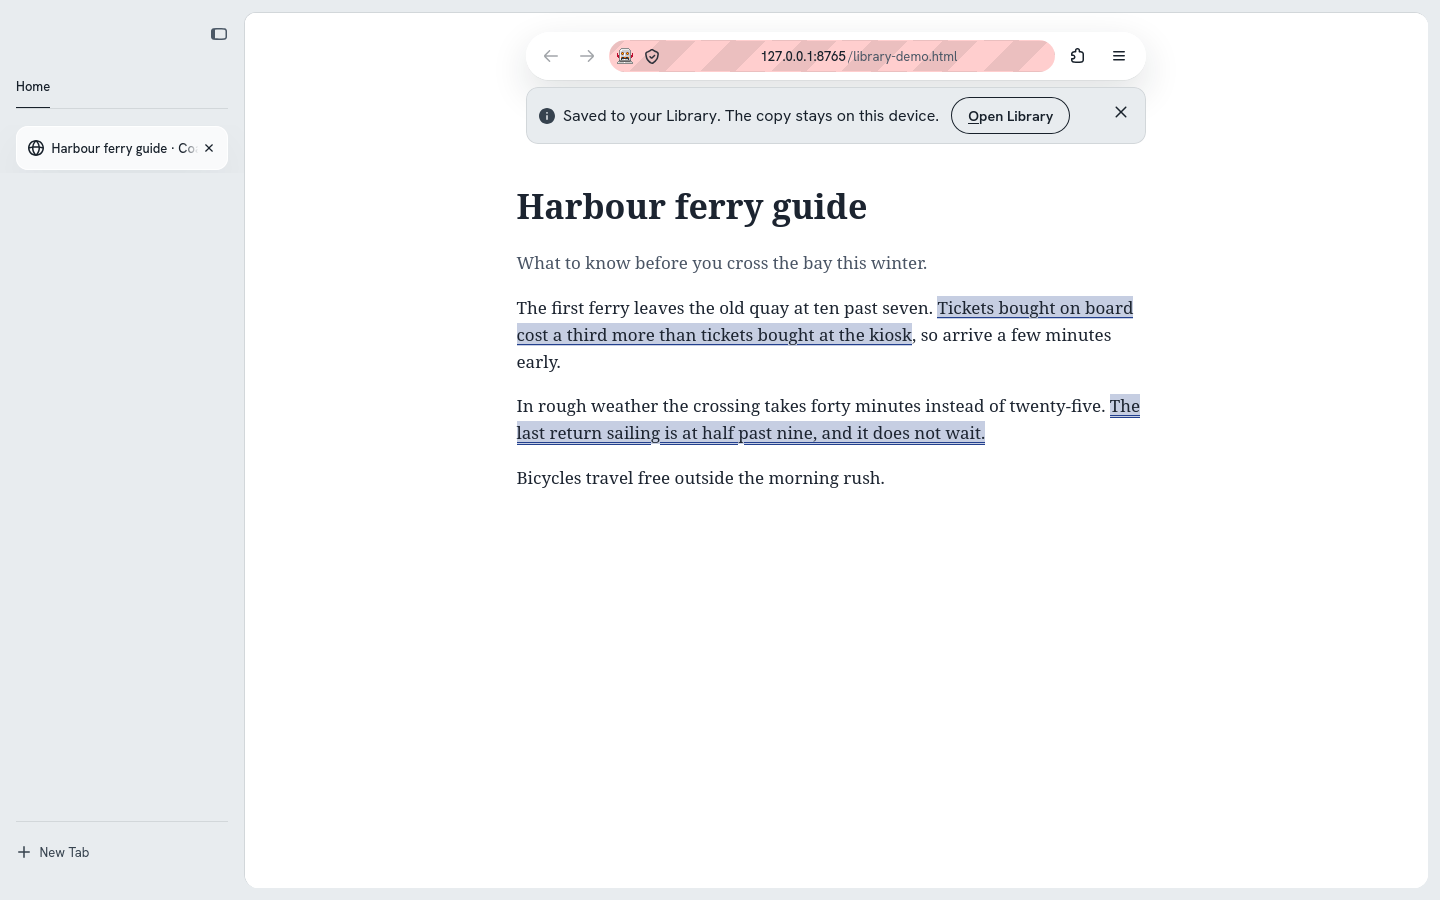 Home
Harbour ferry guide · Co
New Tab
127.0.0.1:8765/library-demo.html
Saved to your Library. The copy stays on this device.
Open Library
Harbour ferry guide
What to know before you cross the bay this winter.
The first ferry leaves the old quay at ten past seven. Tickets bought on board
cost a third more than tickets bought at the kiosk, so arrive a few minutes
early.
In rough weather the crossing takes forty minutes instead of twenty-five. The
last return sailing is at half past nine, and it does not wait.
Bicycles travel free outside the morning rush.